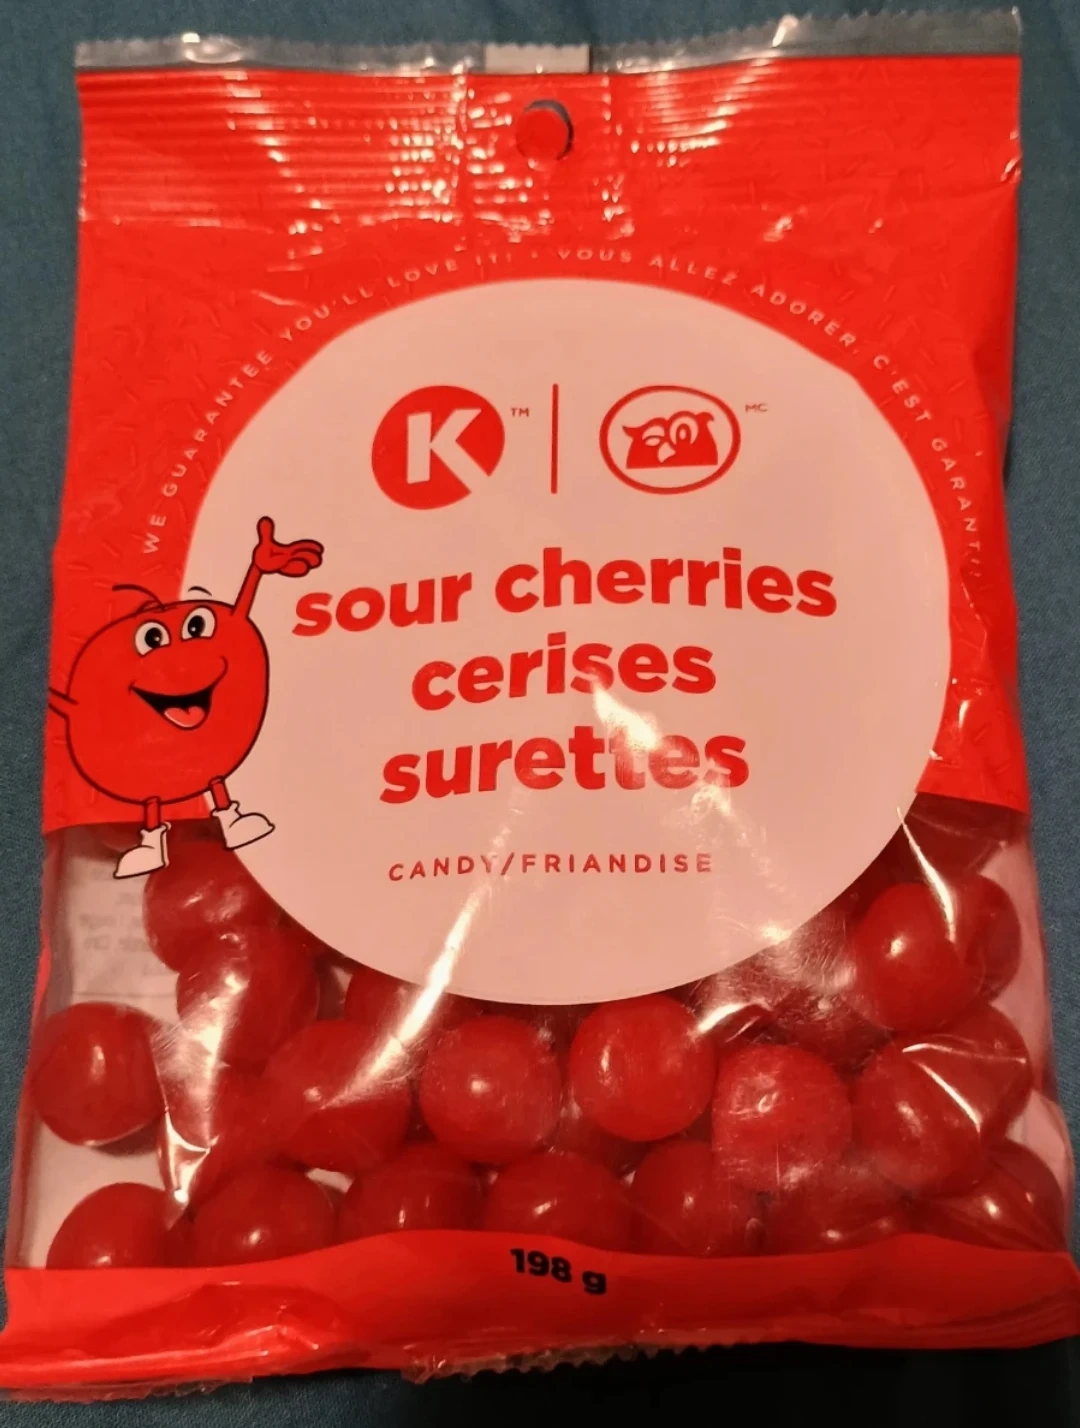 WE GUARANTEE YOU'LL LOVE IT! • VOUS ALLEZ ADORER, C'EST GARANTI!
K TM MC
sour cherries
cerises
surettes
CANDY/FRIANDISE
198 g